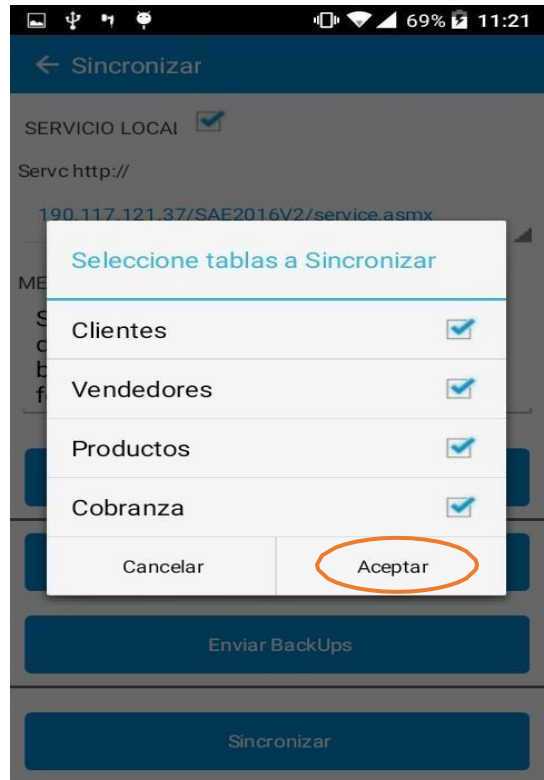 69% 11:21
Sincronizar
SERVICIO LOCAL
Servc http://
190.117.121.37/SAE2016V2/service.asmx
Seleccione tablas a Sincronizar
ME
Clientes
Vendedores
Productos
Cobranza
Cancelar Aceptar
Enviar BackUps
Sincronizar